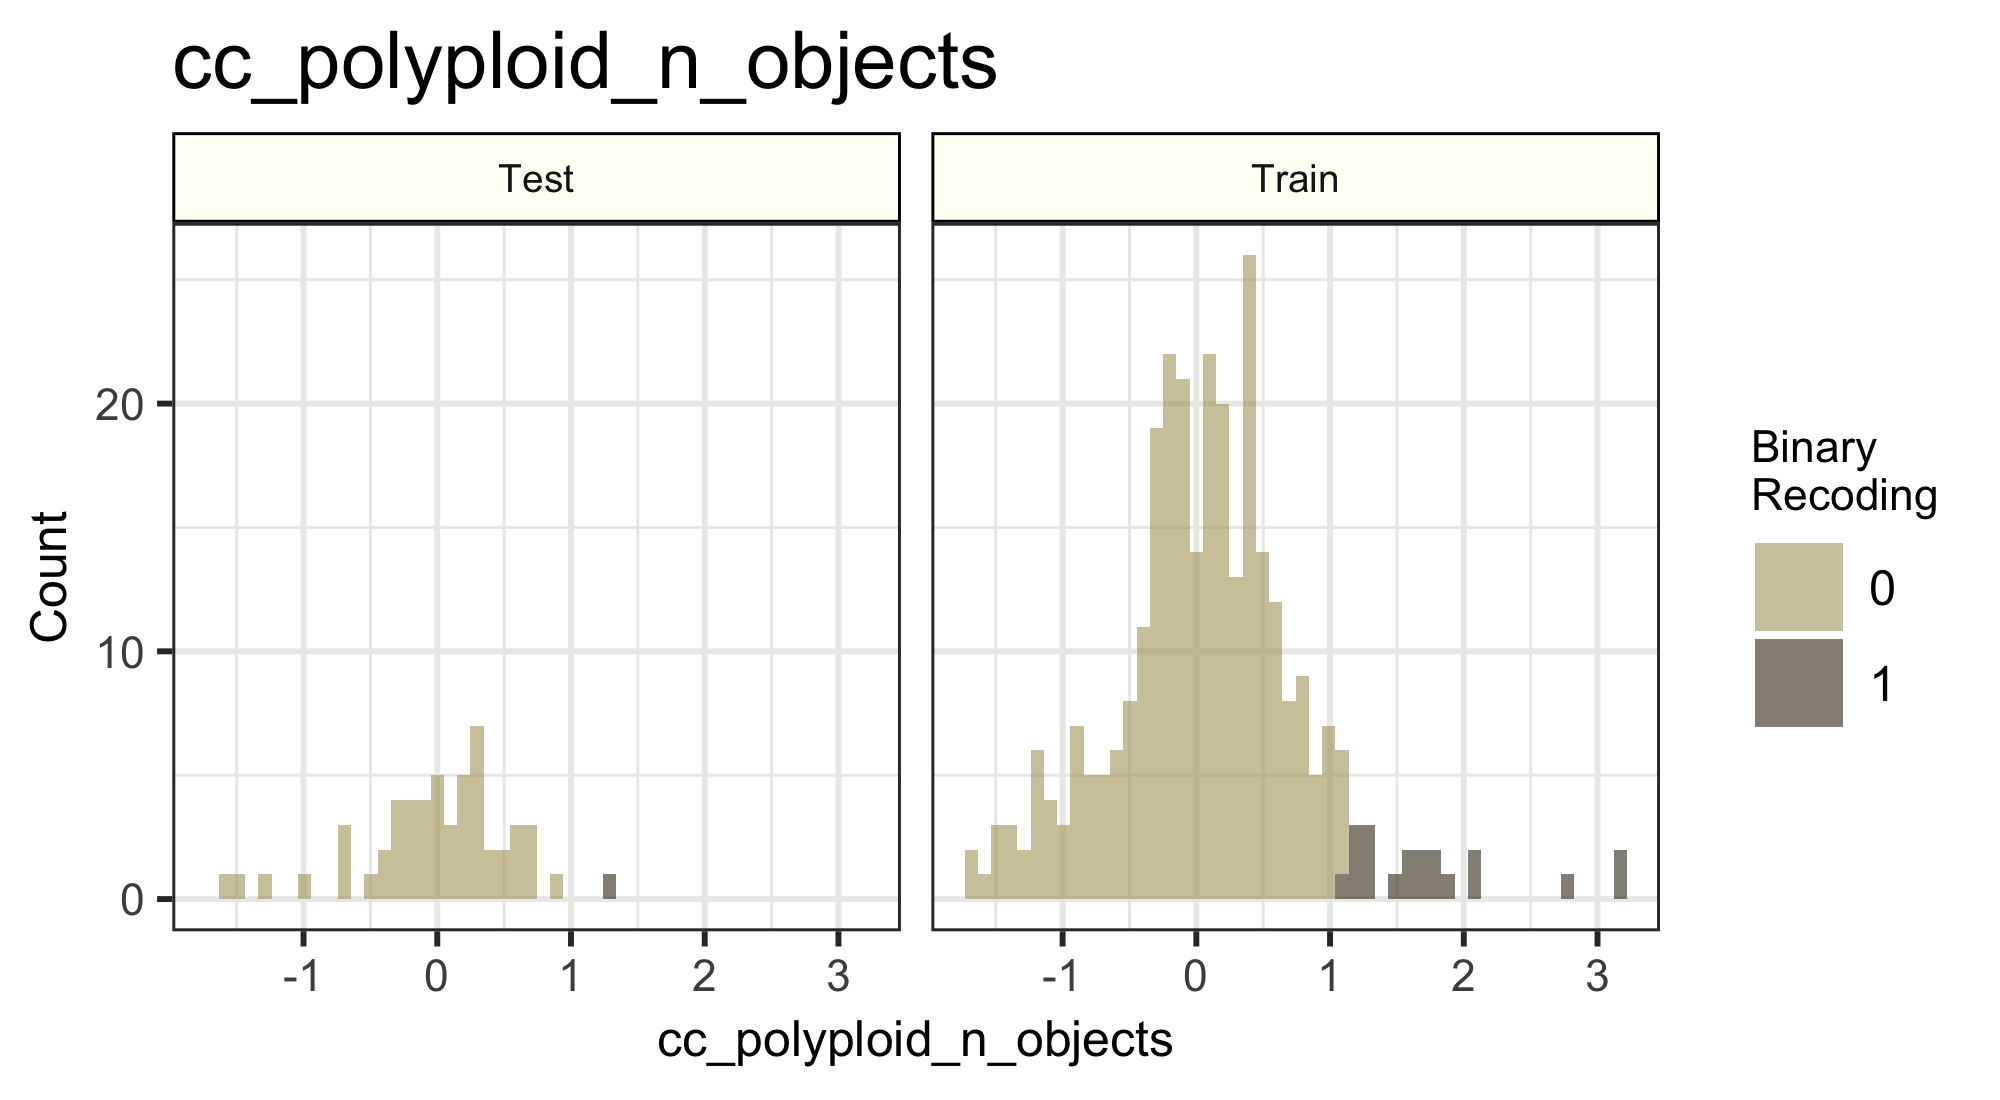 cc_polyploid_n_objects
Test
Train
20
10
0
Count
-1 0 1 2 3
-1 0 1 2 3
cc_polyploid_n_objects
Binary
Recoding
0
1